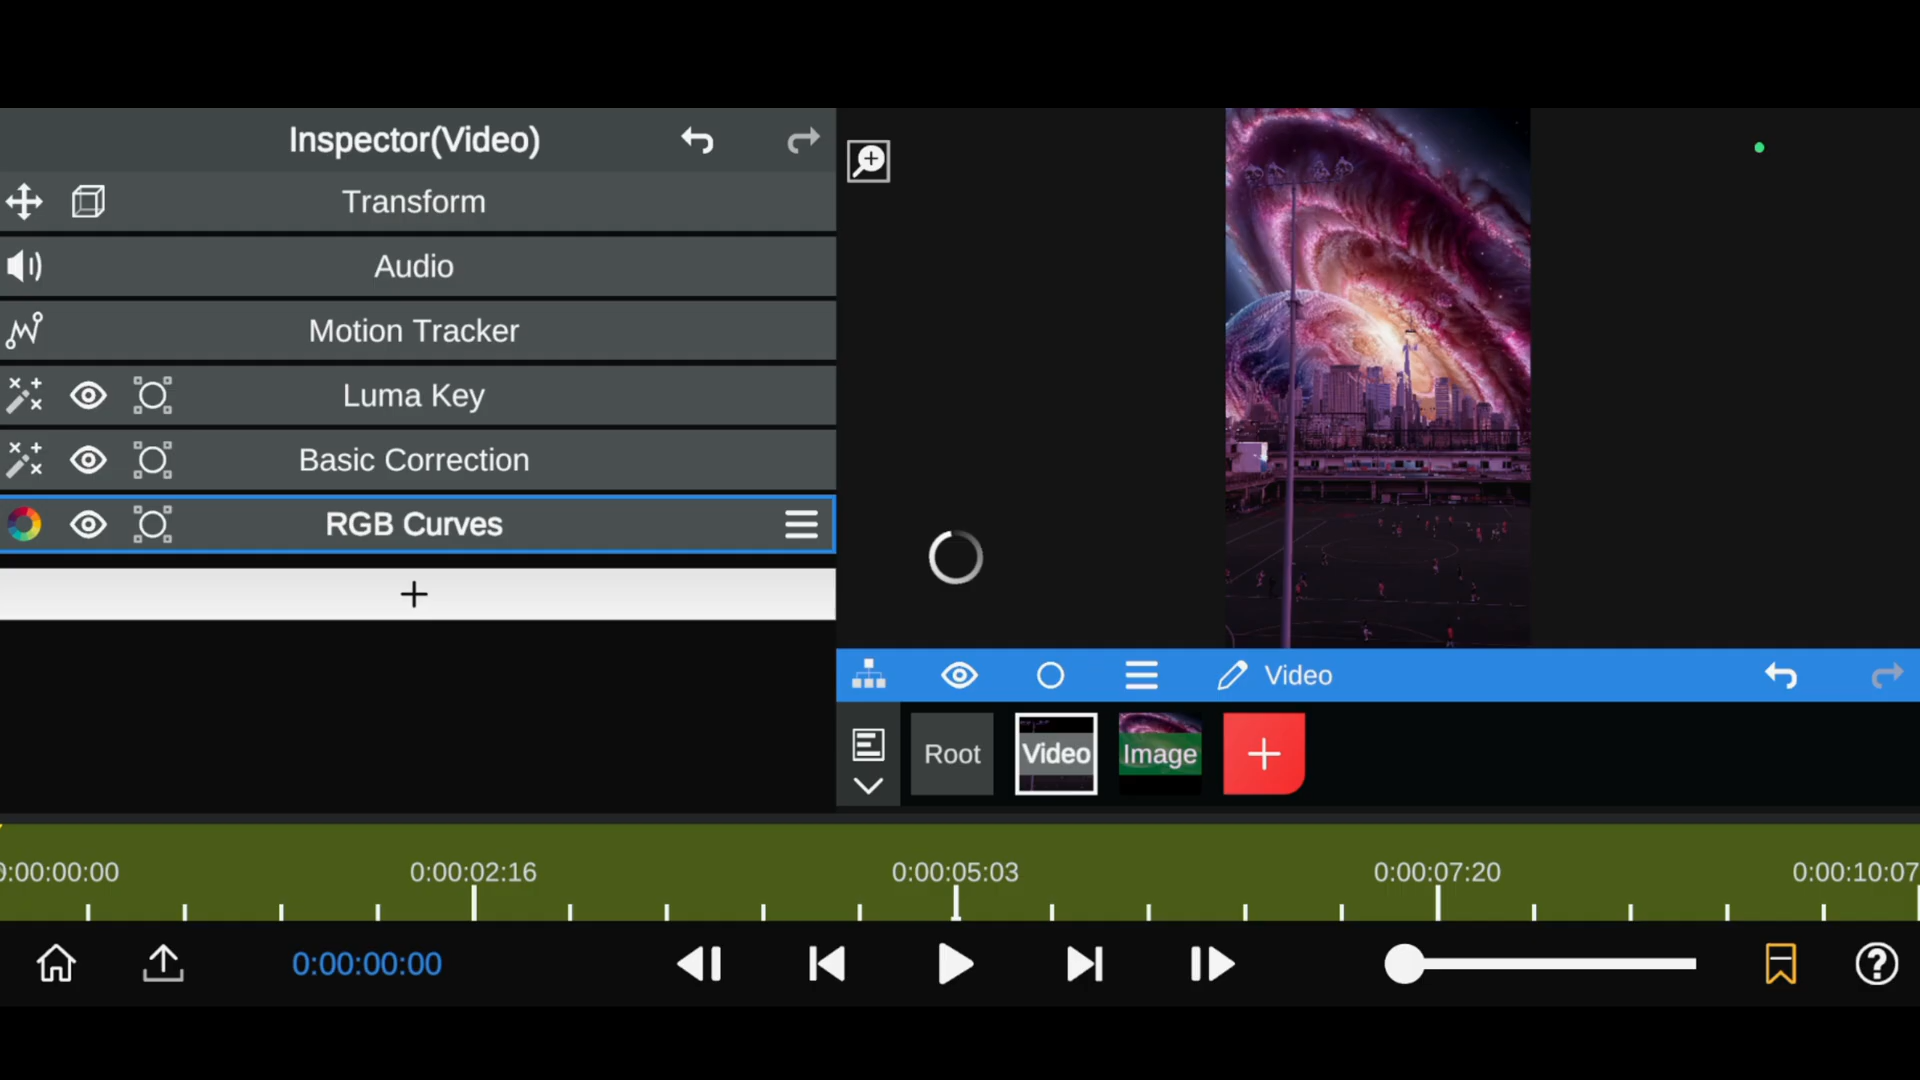 Inspector(Video)
Transform
Audio
Motion Tracker
Luma Key
Basic Correction
RGB Curves
+
Video
Root
Video
Image
+
0:00:00:00
0:00:02:16
0:00:05:03
0:00:07:20
0:00:10:07
0:00:00:00
?